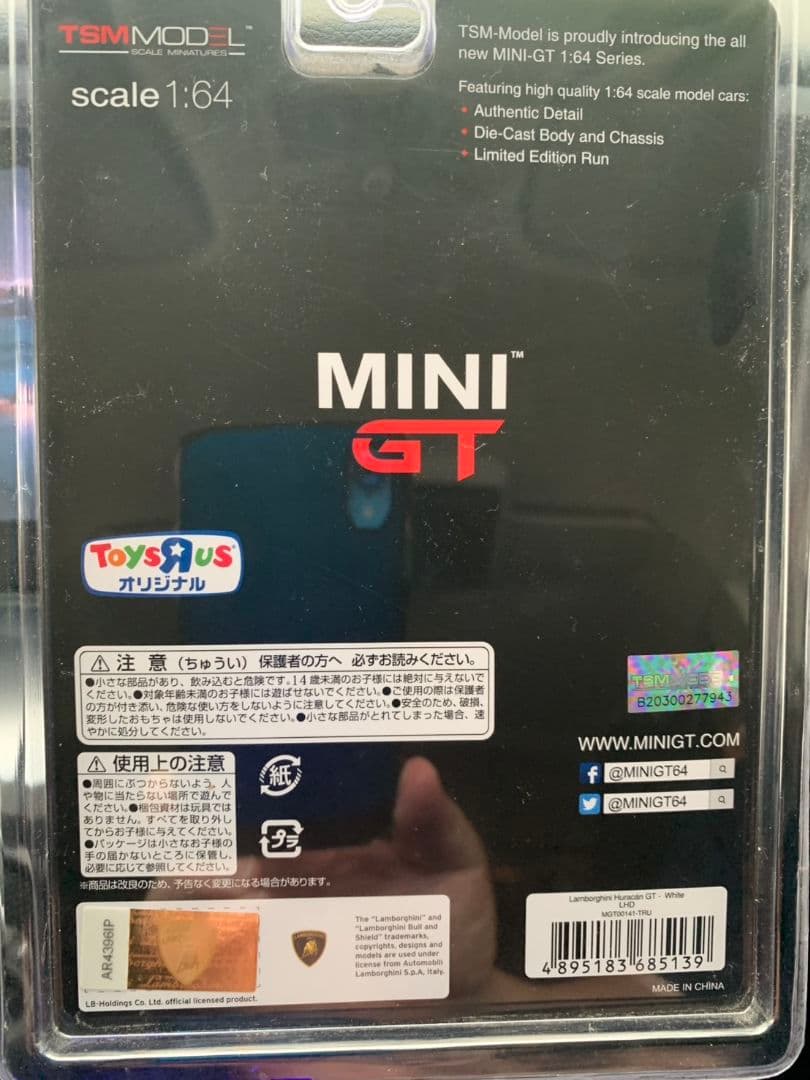 TSMMODEL™
SCALE MINIATURES
scale 1:64
TSM-Model is proudly introducing the all
new MINI-GT 1:64 Series.
Featuring high quality 1:64 scale model cars:
• Authentic Detail
• Die-Cast Body and Chassis
• Limited Edition Run
MINI™
GT
ToysЯus
オリジナル
⚠注 意(ちゅうい) 保護者の方へ 必ずお読みください。
●小さな部品があり、飲み込むと危険です。14歳未満のお子様には絶対に与えないで
ください。●対象年齢未満のお子様には遊ばせないでください。●ご使用の際は保護者
の方が付き添い、危険な使い方をしないように注意してください。●安全のため、破損、
変形したおもちゃは使用しないでください。●小さな部品がとれてしまった場合、速
やかに処分してください。
⚠使用上の注意
●周囲にぶつからないよう、人
や物に当たらない場所で遊んで
ください。●梱包資材は玩具では
ありません。すべてを取り外し
てからお子様に与えてください。
●パッケージは小さなお子様の
手の届かないところに保管し、
必要に応じて参照してください。
※商品は改良のため、予告なく変更になる場合があります。
紙
プラ
TSMMODEL
B20300277943
WWW.MINIGT.COM
@MINIGT64
@MINIGT64
AR4396IP
LB-Holdings Co. Ltd. official licensed product.
The "Lamborghini" and
"Lamborghini Bull and
Shield" trademarks,
copyrights, designs and
models are used under
license from Automobili
Lamborghini S.p.A, Italy.
Lamborghini Huracán GT - White
LHD
MGT00141-TRU
4 895183 685139
MADE IN CHINA